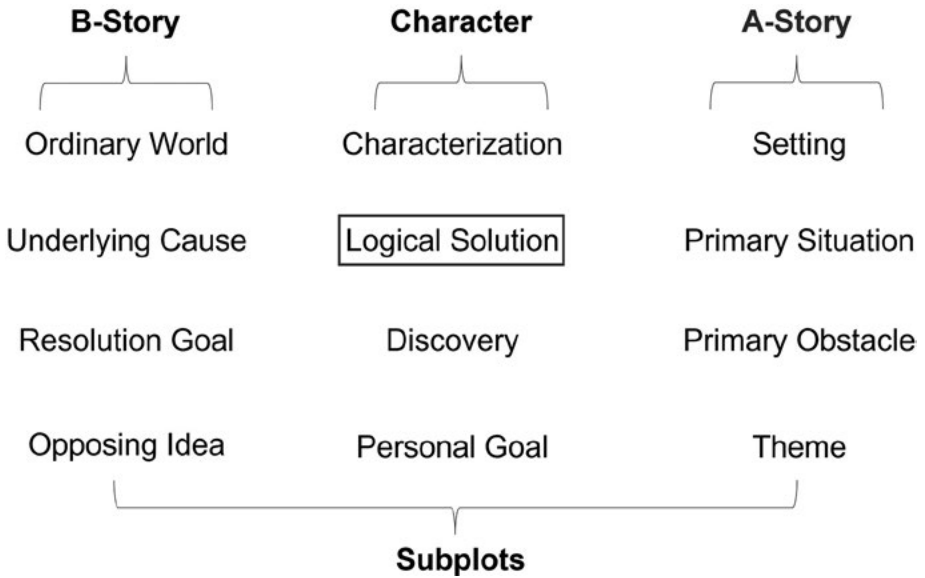 B-Story Character A-Story
Ordinary World Characterization Setting
Underlying Cause Logical Solution Primary Situation
Resolution Goal Discovery Primary Obstacle
Opposing Idea Personal Goal Theme
Subplots